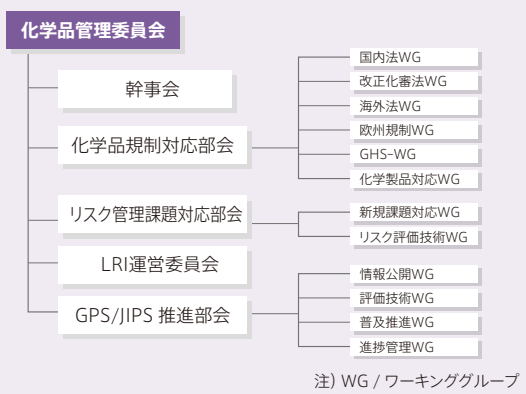 化学品管理委員会
幹事会
化学品規制対応部会
国内法WG
改正化審法WG
海外法WG
欧州規制WG
GHS-WG
化学製品対応WG
リスク管理課題対応部会
新規課題対応WG
リスク評価技術WG
LRI運営委員会
GPS/JIPS 推進部会
情報公開WG
評価技術WG
普及推進WG
進捗管理WG
注) WG / ワーキンググループ